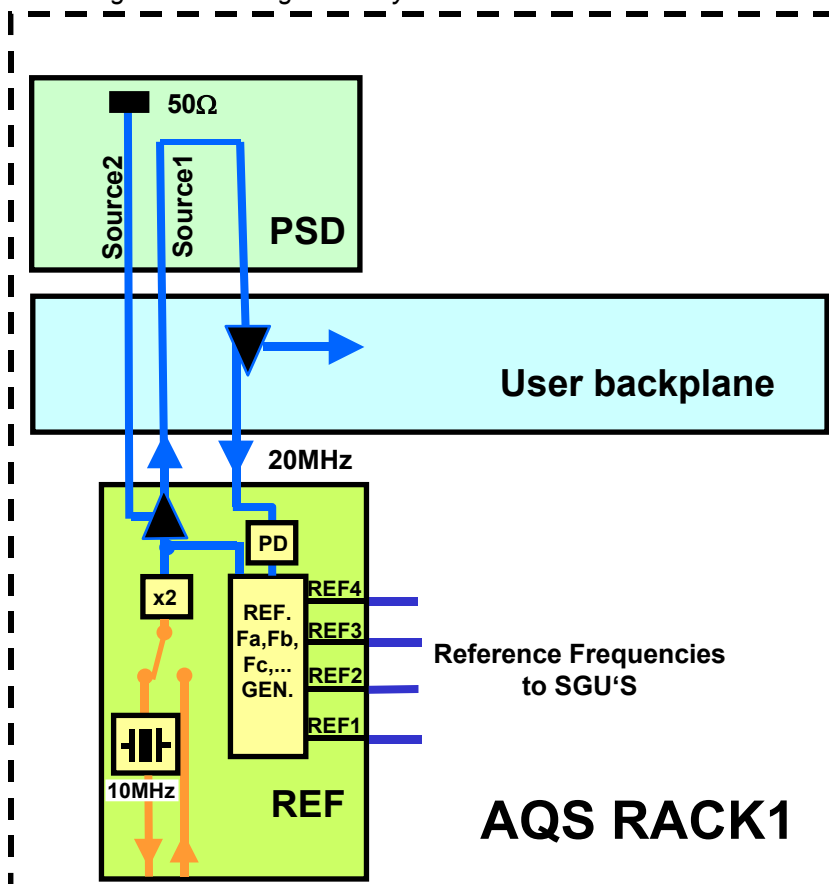 50Ω
Source2
Source1
PSD
User backplane
20MHz
PD
x2
REF.
Fa,Fb,
Fc,...
GEN.
REF4
REF3
REF2
REF1
Reference Frequencies
to SGU‘S
10MHz
REF
AQS RACK1